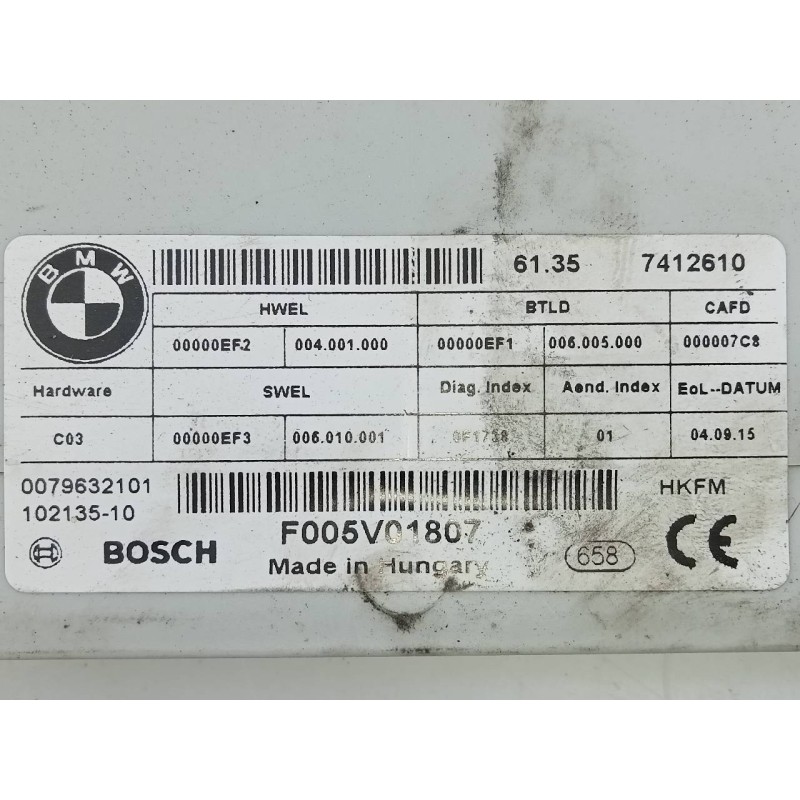 BMW 61.35 7412610
HWEL BTLD CAFD
00000EF2 004.001.000 00000EF1 006.005.000 000007C8
Hardware SWEL Diag. Index Aend. Index EoL--DATUM
C03 00000EF3 006.010.001 0F1738 01 04.09.15
0079632101 HKFM
102135-10
BOSCH F005V01807 658 CE
Made in Hungary